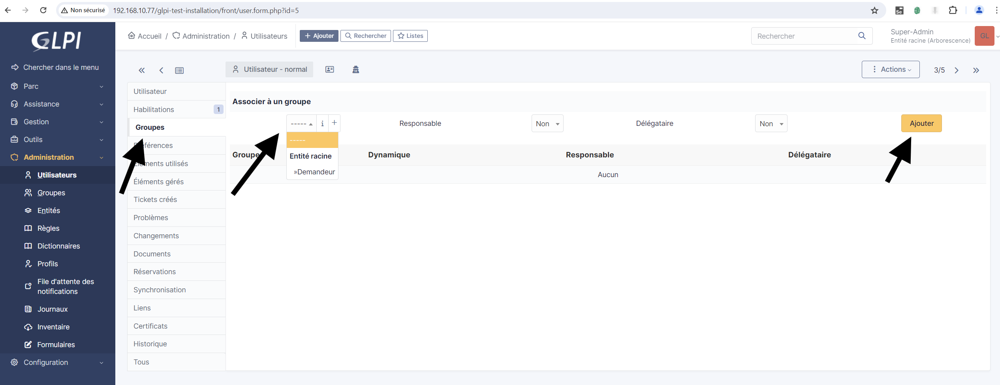 Non sécurisé
192.168.10.77/glpi-test-installation/front/user.form.php?id=5
Se
GLPI
Accueil / Administration / Utilisateurs
Ajouter
Rechercher
Listes
Rechercher
Super-Admin
Entité racine (Arborescence)
GL
Chercher dans le menu
Parc
Assistance
Gestion
Outils
Administration
Utilisateurs
Groupes
Entités
Règles
Dictionnaires
Profils
File d'attente des
notifications
Journaux
Inventaire
Formulaires
Configuration
Utilisateur - normal
Actions
3/5
Utilisateur
Habilitations 1
Groupes
Éléments utilisés
Éléments gérés
Tickets créés
Problèmes
Changements
Documents
Réservations
Synchronisation
Liens
Certificats
Historique
Tous
Associer à un groupe
----- i +
Responsable
Non
Délégataire
Non
Ajouter
-----
Entité racine
»Demandeur
Groupe
Dynamique
Responsable
Délégataire
Aucun